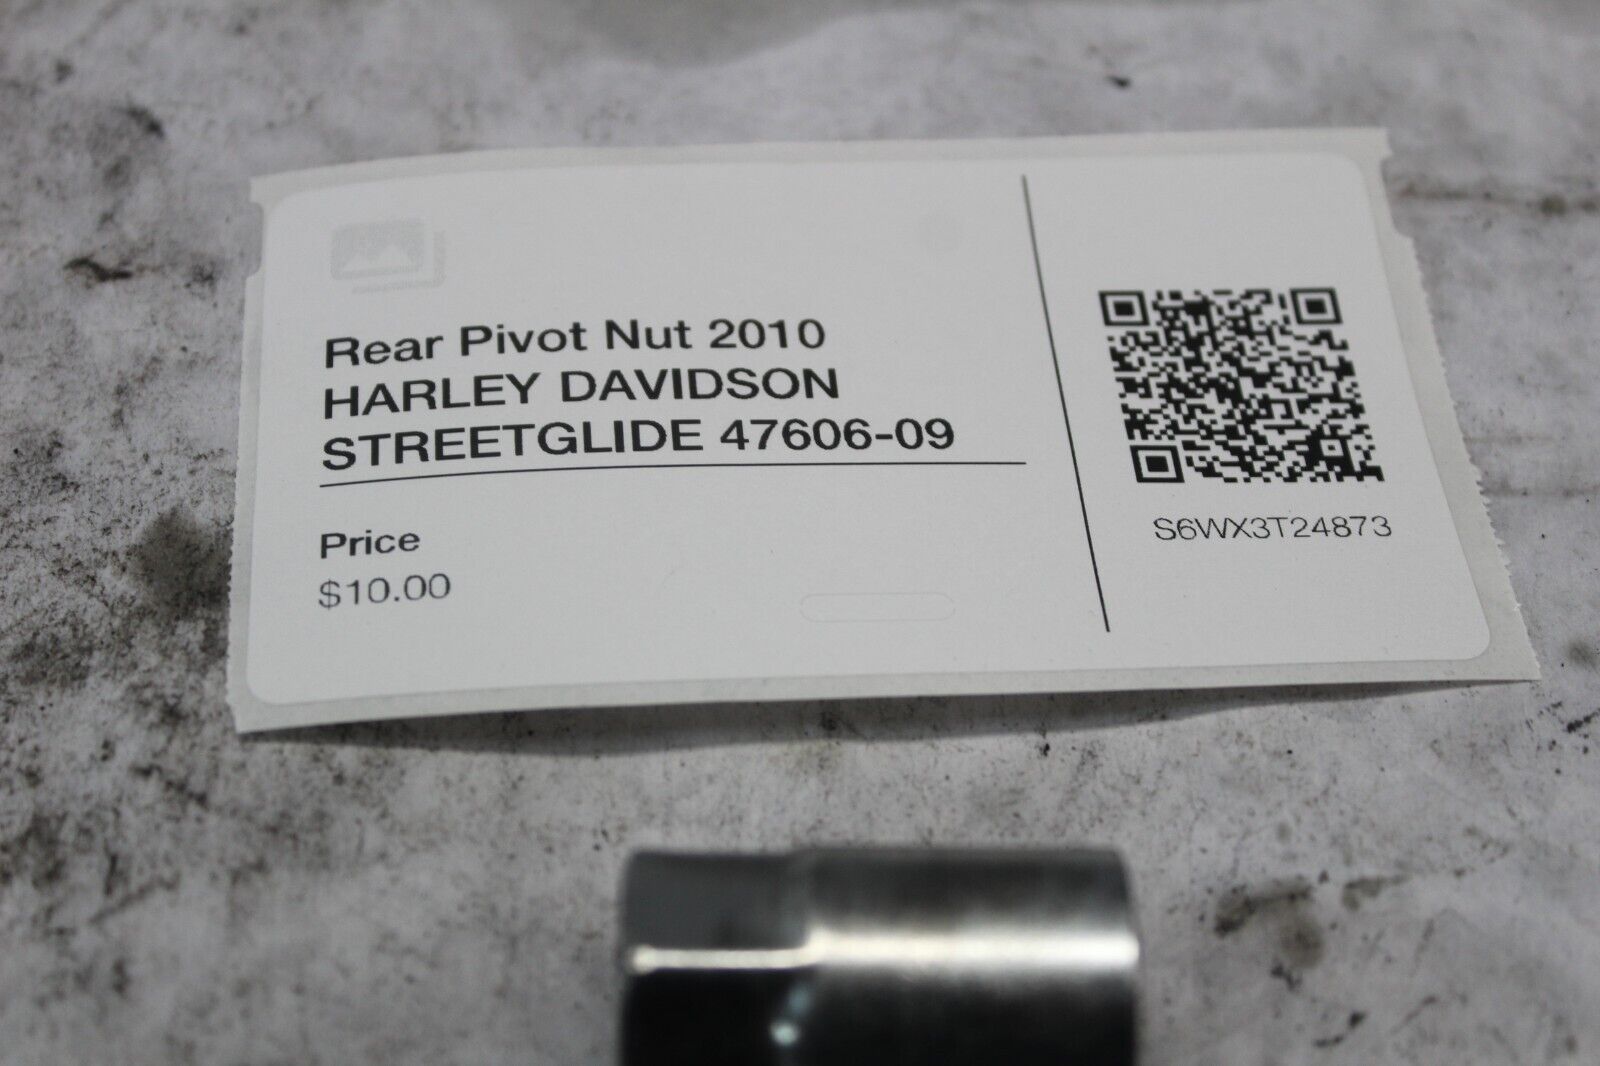 Rear Pivot Nut 2010
HARLEY DAVIDSON
STREETGLIDE 47606-09
Price
$10.00
S6WX3T24873